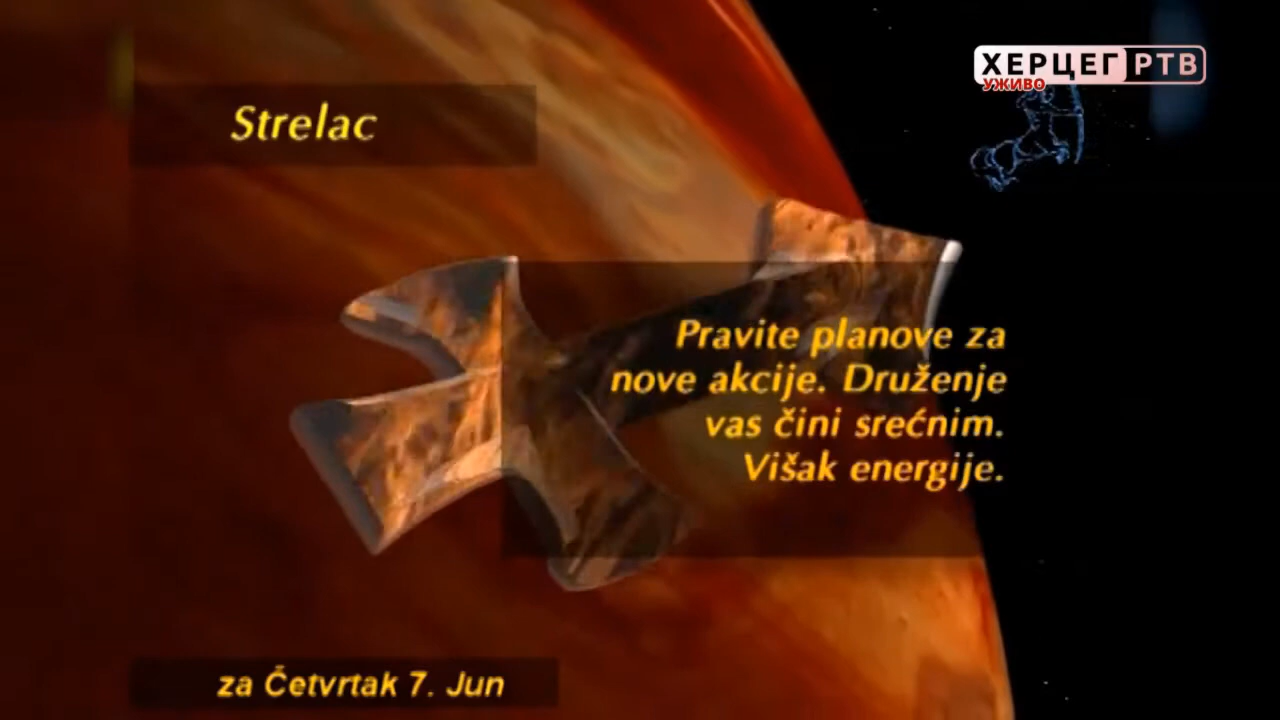 ХЕРЦЕГ РТВ
УЖИВО
Strelac
Pravite planove za
nove akcije. Druženje
vas čini srećnim.
Višak energije.
za Četvrtak 7. Jun